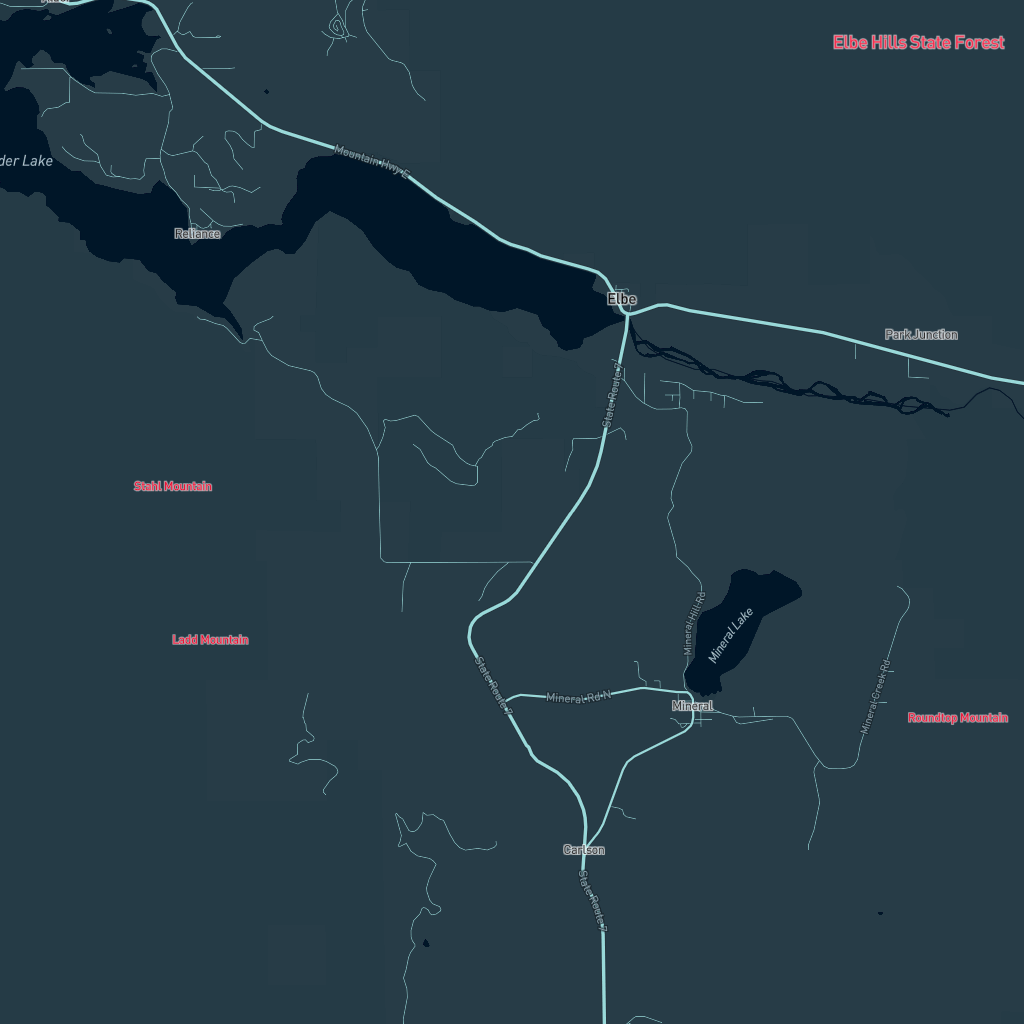 Elbe Hills State Forest
der Lake
Mountain Hwy E
Reliance
Elbe
Park Junction
State Route 7
Stahl Mountain
Mineral Hill Rd
Mineral Lake
Ladd Mountain
State Route 7
Mineral Rd N
Mineral
Mineral Creek Rd
Roundtop Mountain
Carlson
State Route 7